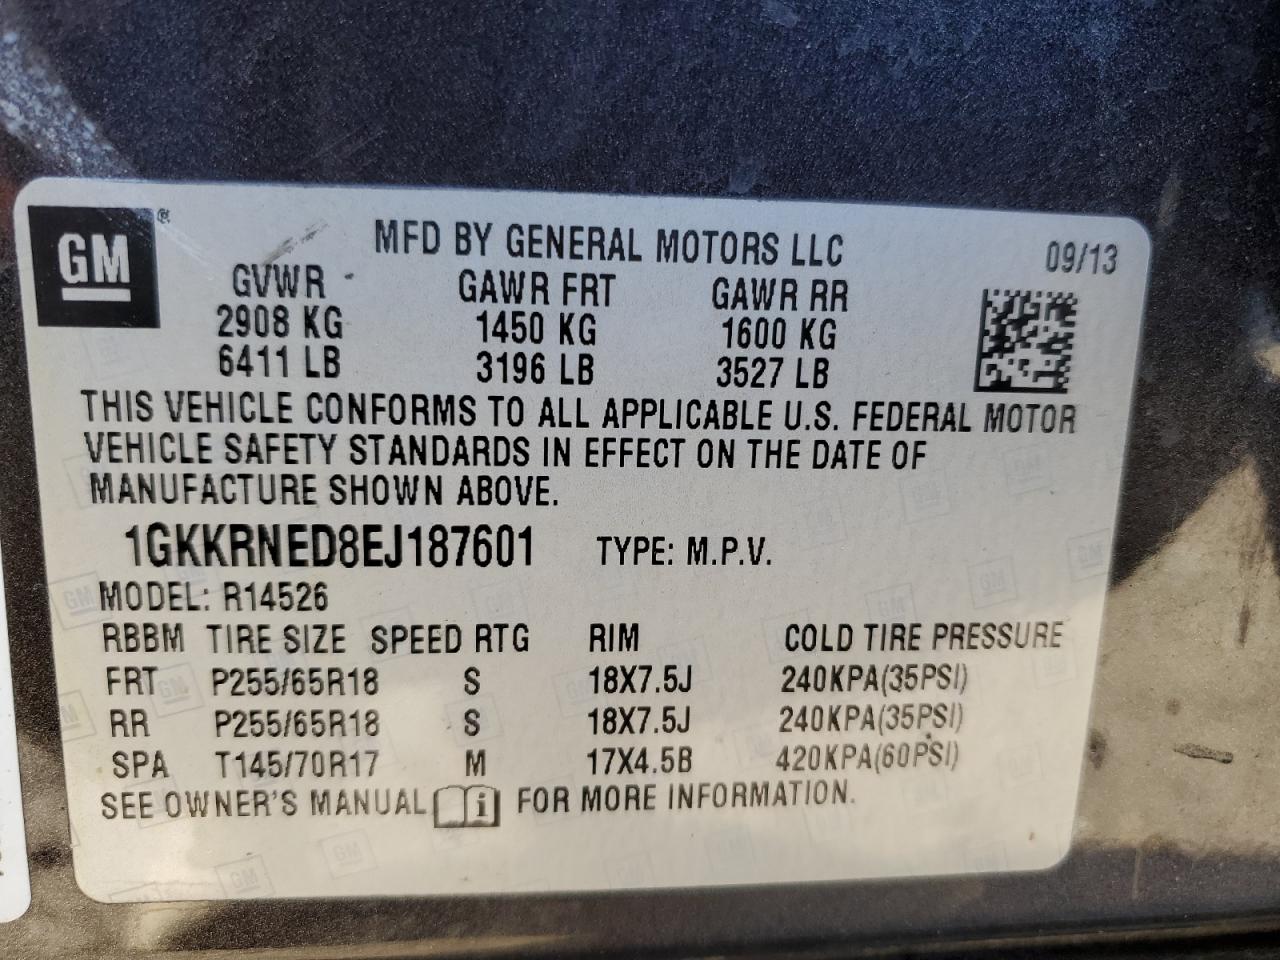 GM®
MFD BY GENERAL MOTORS LLC 09/13
GVWR GAWR FRT GAWR RR
2908 KG 1450 KG 1600 KG
6411 LB 3196 LB 3527 LB
THIS VEHICLE CONFORMS TO ALL APPLICABLE U.S. FEDERAL MOTOR
VEHICLE SAFETY STANDARDS IN EFFECT ON THE DATE OF
MANUFACTURE SHOWN ABOVE.
1GKKRNED8EJ187601 TYPE: M.P.V.
MODEL: R14526
RBBM TIRE SIZE SPEED RTG RIM COLD TIRE PRESSURE
FRT P255/65R18 S 18X7.5J 240KPA(35PSI)
RR P255/65R18 S 18X7.5J 240KPA(35PSI)
SPA T145/70R17 M 17X4.5B 420KPA(60PSI)
SEE OWNER'S MANUAL i FOR MORE INFORMATION.